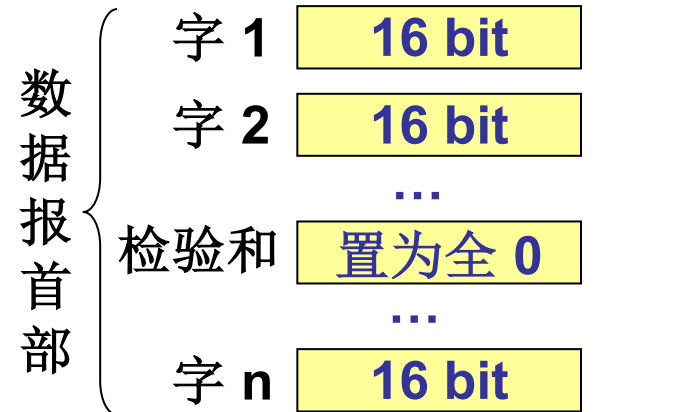 数据报首部
字 1 16 bit
字 2 16 bit
…
检验和 置为全 0
…
字 n 16 bit